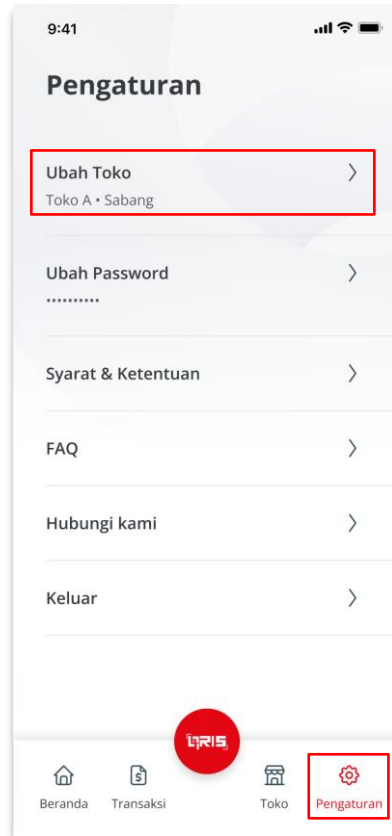 9:41
Pengaturan
Ubah Toko
Toko A • Sabang
Ubah Password
••••••••••
Syarat & Ketentuan
FAQ
Hubungi kami
Keluar
QRIS
Beranda Transaksi Toko Pengaturan